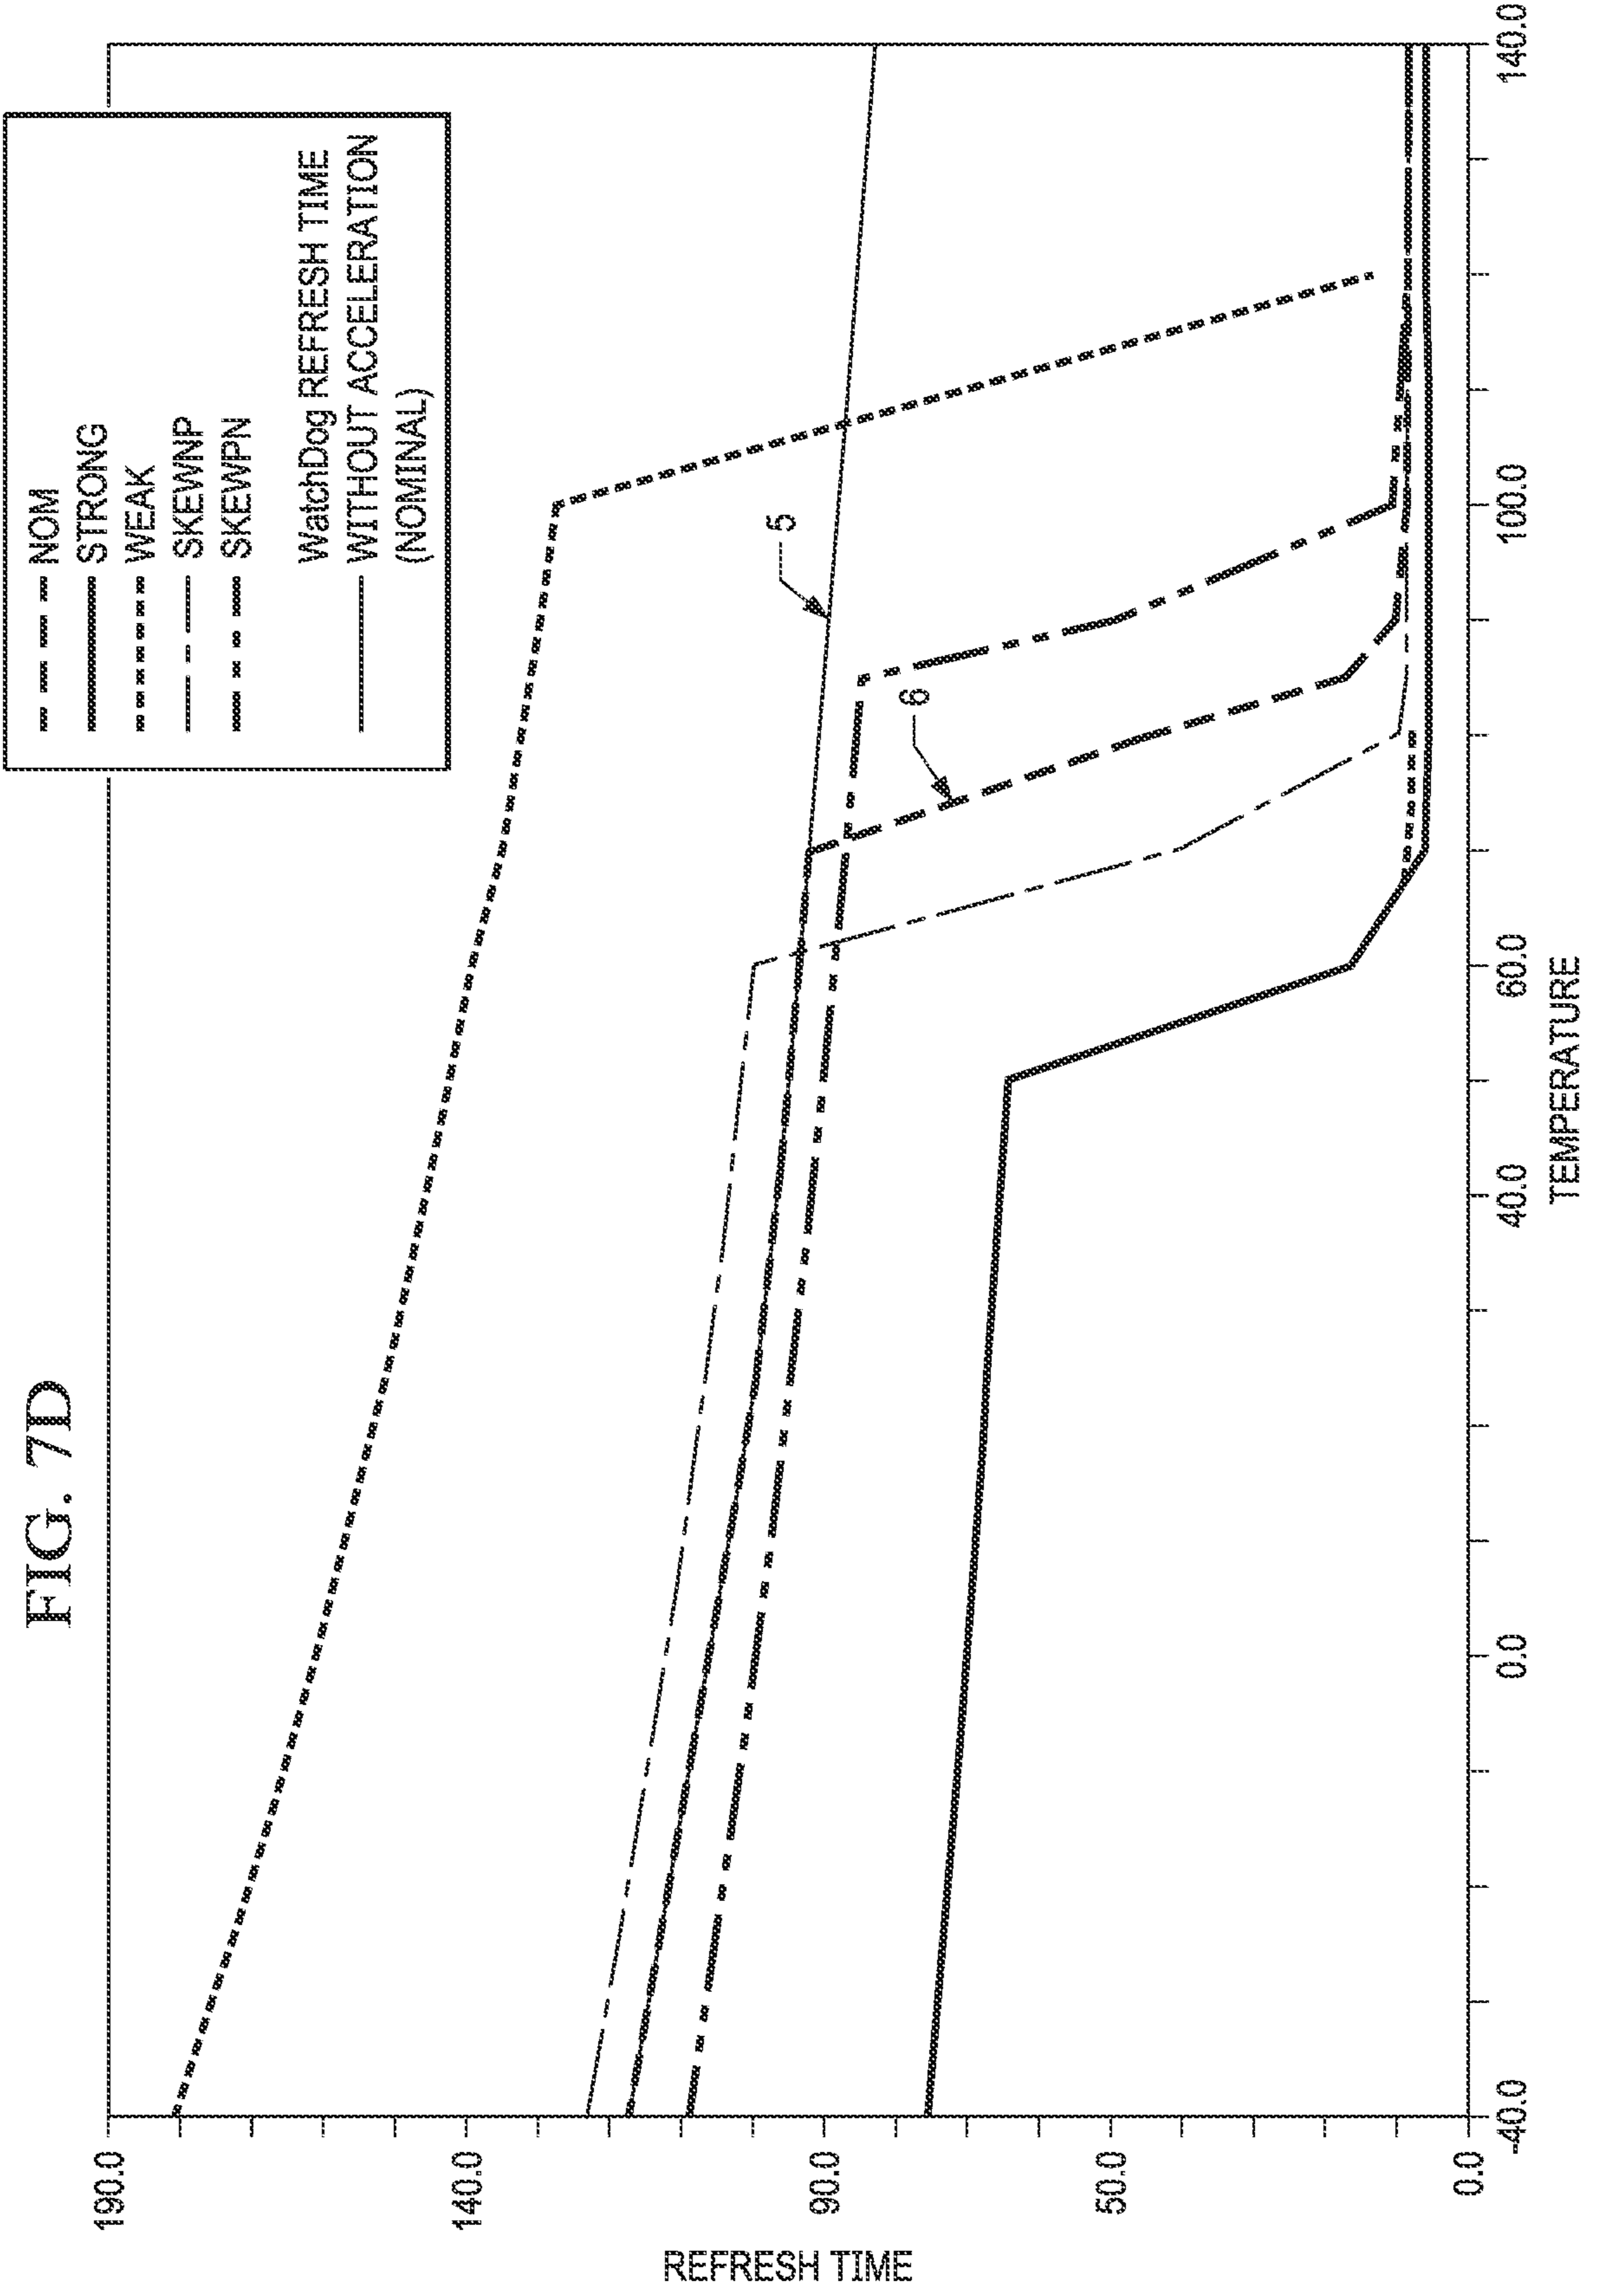 FIG. 7D
NOM
STRONG
WEAK
SKEWNP
SKEWPN
WatchDog REFRESH TIME
WITHOUT ACCELERATION
(NOMINAL)
5
6
REFRESH TIME
190.0
140.0
90.0
50.0
0.0
-40.0
0.0
40.0
60.0
100.0
140.0
TEMPERATURE